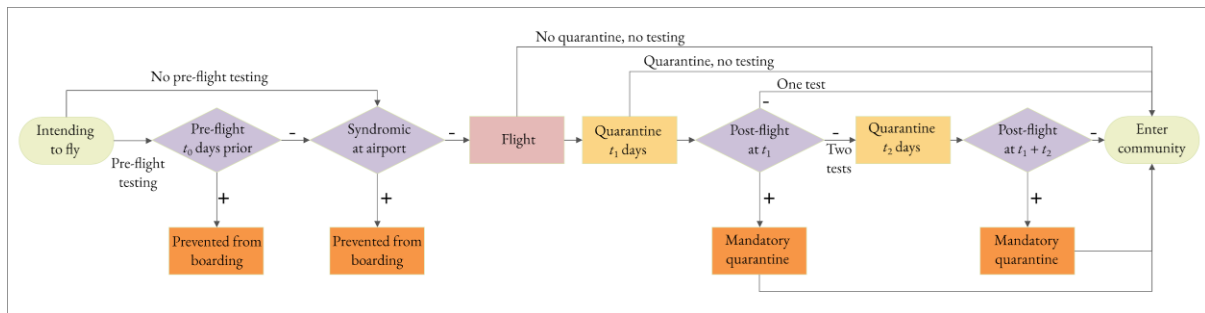 No quarantine, no testing
Quarantine, no testing
No pre-flight testing
One test
-
Intending
to fly
Pre-flight
t0 days prior
-
Syndromic
at airport
-
Flight
Quarantine
t1 days
Post-flight
at t1
-
Quarantine
t2 days
Post-flight
at t1 + t2
-
Enter
community
Pre-flight
testing
Two
tests
+
+
+
+
Prevented from
boarding
Prevented from
boarding
Mandatory
quarantine
Mandatory
quarantine